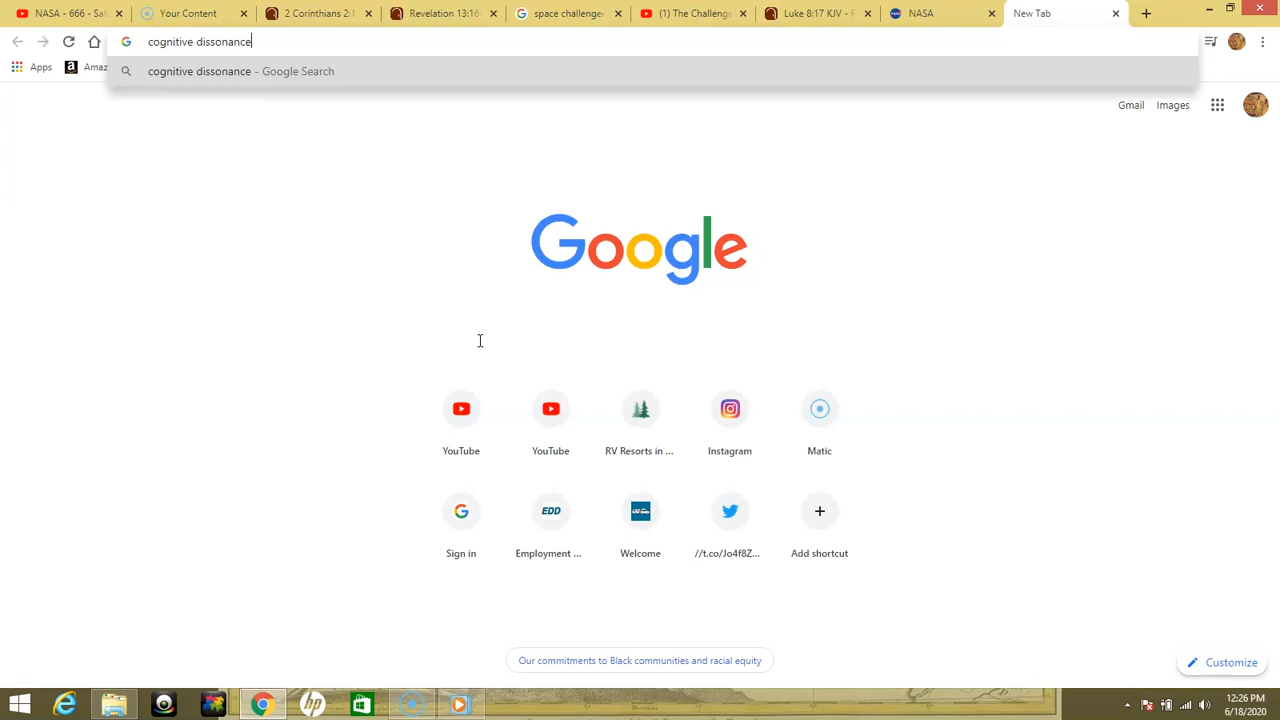 NASA - 666 - Sat
Your Content
2 Corinthians 2:1
Revelation 13:16-
space challenge
(1) The Challeng
Luke 8:17 KJV - F
NASA
New Tab
cognitive dissonance
Apps
Amaz
cognitive dissonance - Google Search
Gmail
Images
Google
YouTube
YouTube
RV Resorts in ...
Instagram
Matic
EDD
Sign in
Employment ...
Welcome
//t.co/Jo4f8Z...
Add shortcut
Our commitments to Black communities and racial equity
Customize
12:26 PM
6/18/2020